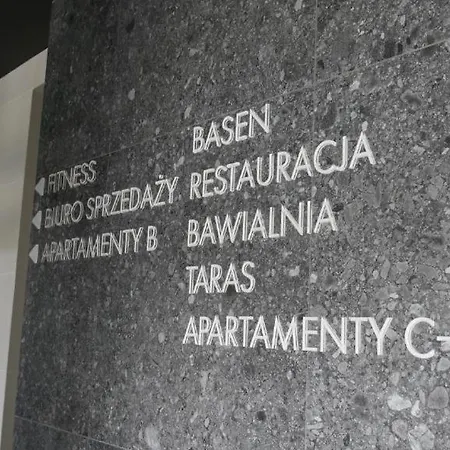 FITNESS
BIURO SPRZEDAŻY
APARTAMENTY B
BASEN
RESTAURACJA
BAWIALNIA
TARAS
APARTAMENTY C-